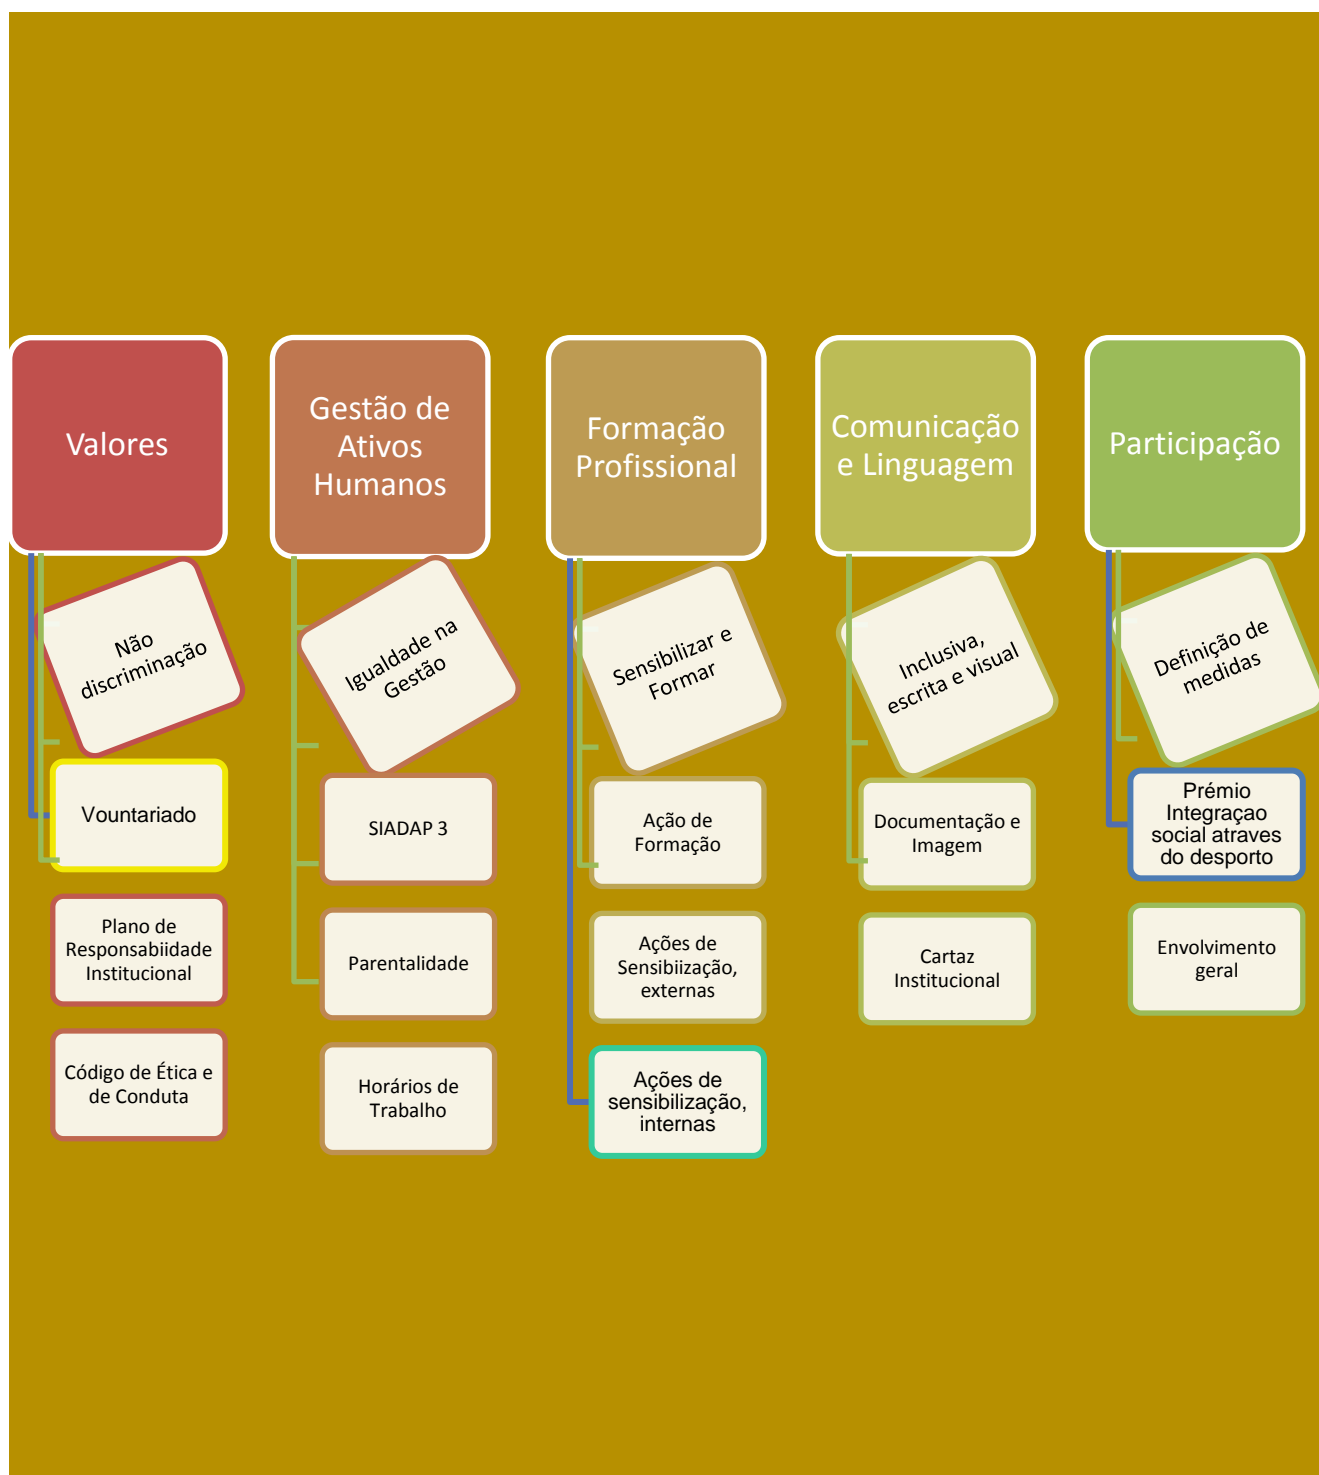 Valores
Não
discriminação
Vountariado
Plano de
Responsabiidade
Institucional
Código de Ética e
de Conduta
Gestão de
Ativos
Humanos
Igualdade na
Gestão
SIADAP 3
Parentalidade
Horários de
Trabalho
Formação
Profissional
Sensibilizar e
Formar
Ação de
Formação
Ações de
Sensibiização,
externas
Ações de
sensibilização,
internas
Comunicação
e Linguagem
Inclusiva,
escrita e visual
Documentação e
Imagem
Cartaz
Institucional
Participação
Definição de
medidas
Prémio
Integraçao
social atraves
do desporto
Envolvimento
geral